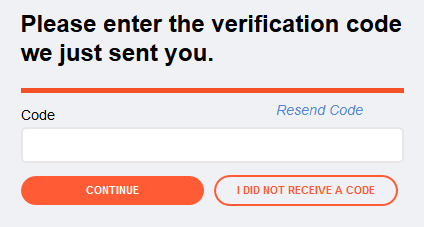 Please enter the verification code
we just sent you.
Code
Resend Code
CONTINUE
I DID NOT RECEIVE A CODE